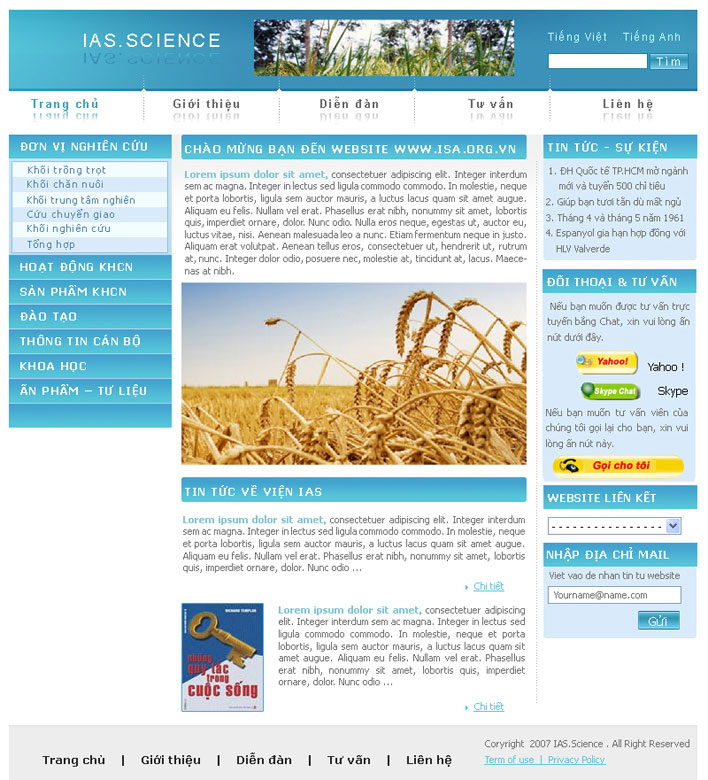 IAS.SCIENCE
Tiếng Việt Tiếng Anh
Tìm
Trang chủ Giới thiệu Diễn đàn Tư vấn Liên hệ
ĐƠN VỊ NGHIÊN CỨU
Khối trồng trọt
Khối chăn nuôi
Khối trung tâm nghiên
Cứu chuyển giao
Khối nghiên cứu
Tổng hợp
HOẠT ĐỘNG KHCN
SẢN PHẨM KHCN
ĐÀO TẠO
THÔNG TIN CÁN BỘ
KHOA HỌC
ẤN PHẨM – TƯ LIỆU
CHÀO MỪNG BẠN ĐẾN WEBSITE WWW.ISA.ORG.VN
Lorem ipsum dolor sit amet, consectetuer adipiscing elit. Integer interdum
sem ac magna. Integer in lectus sed ligula commodo commodo. In molestie, neque
et porta lobortis, ligula sem auctor mauris, a luctus lacus quam sit amet augue.
Aliquam eu felis. Nullam vel erat. Phasellus erat nibh, nonummy sit amet, lobortis
quis, imperdiet ornare, dolor. Nunc odio. Nulla eros neque, egestas ut, auctor eu,
luctus vitae, nisi. Aenean malesuada leo a nunc. Etiam fermentum neque in justo.
Aliquam erat volutpat. Aenean tellus eros, consectetuer ut, hendrerit ut, rutrum
at, nunc. Integer dolor odio, posuere nec, molestie at, tincidunt at, lacus. Maece-
nas at nibh.
TIN TỨC VỀ VIỆN IAS
Lorem ipsum dolor sit amet, consectetuer adipiscing elit. Integer interdum
sem ac magna. Integer in lectus sed ligula commodo commodo. In molestie, neque
et porta lobortis, ligula sem auctor mauris, a luctus lacus quam sit amet augue.
Aliquam eu felis. Nullam vel erat. Phasellus erat nibh, nonummy sit amet, lobortis
quis, imperdiet ornare, dolor. Nunc odio ...
Chi tiết
RICHARD TEMPLAR
những
quy tắc
trong
cuộc sống
Lorem ipsum dolor sit amet, consectetuer adipiscing
elit. Integer interdum sem ac magna. Integer in lectus sed
ligula commodo commodo. In molestie, neque et porta
lobortis, ligula sem auctor mauris, a luctus lacus quam sit
amet augue. Aliquam eu felis. Nullam vel erat. Phasellus
erat nibh, nonummy sit amet, lobortis quis, imperdiet
ornare, dolor. Nunc odio ...
Chi tiết
TIN TỨC - SỰ KIỆN
1. ĐH Quốc tế TP.HCM mở ngành
mới và tuyển 500 chỉ tiêu
2. Giúp bạn tươi tắn dù mất ngủ
3. Tháng 4 và tháng 5 năm 1961
4. Espanyol gia hạn hợp đồng với
HLV Valverde
ĐỐI THOẠI & TƯ VẤN
Nếu bạn muốn được tư vấn trực
tuyến bằng Chat, xin vui lòng ấn
nút dưới đây.
Yahoo! Yahoo !
Skype Chat Skype
Nếu bạn muốn tư vấn viên của
chúng tôi gọi lại cho bạn, xin vui
lòng ấn nút này.
Gọi cho tôi
WEBSITE LIÊN KẾT
- - - - - - - - - - - - - - - -
NHẬP ĐỊA CHỈ MAIL
Viet vao de nhan tin tu website
Yourname@name.com
Gửi
Trang chủ | Giới thiệu | Diễn đàn | Tư vấn | Liên hệ
Copyright 2007 IAS.Science . All Right Reserved
Term of use | Privacy Policy